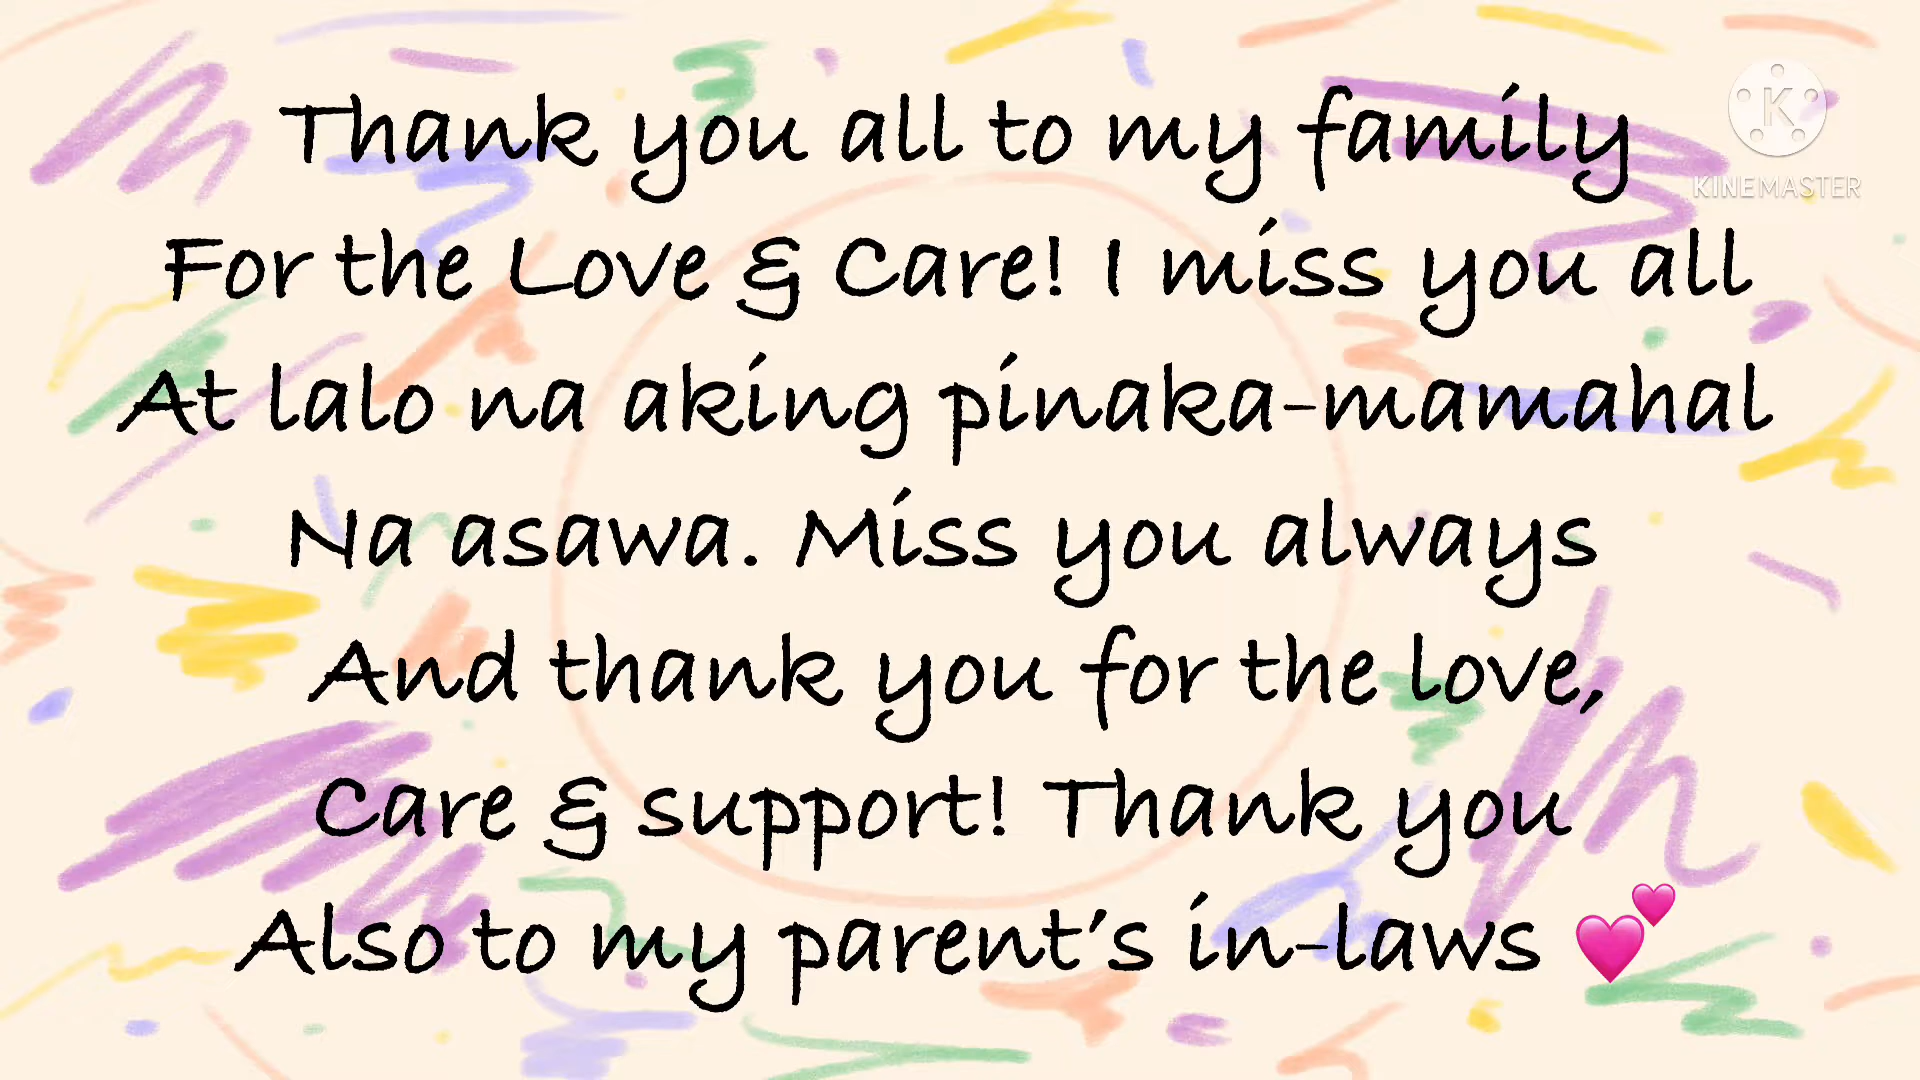 Thank you all to my family
For the Love & Care! I miss you all
At lalo na aking pinaka-mamahal
Na asawa. Miss you always
And thank you for the love,
Care & support! Thank you
Also to my parent's in-laws 💕
K
KINEMASTER